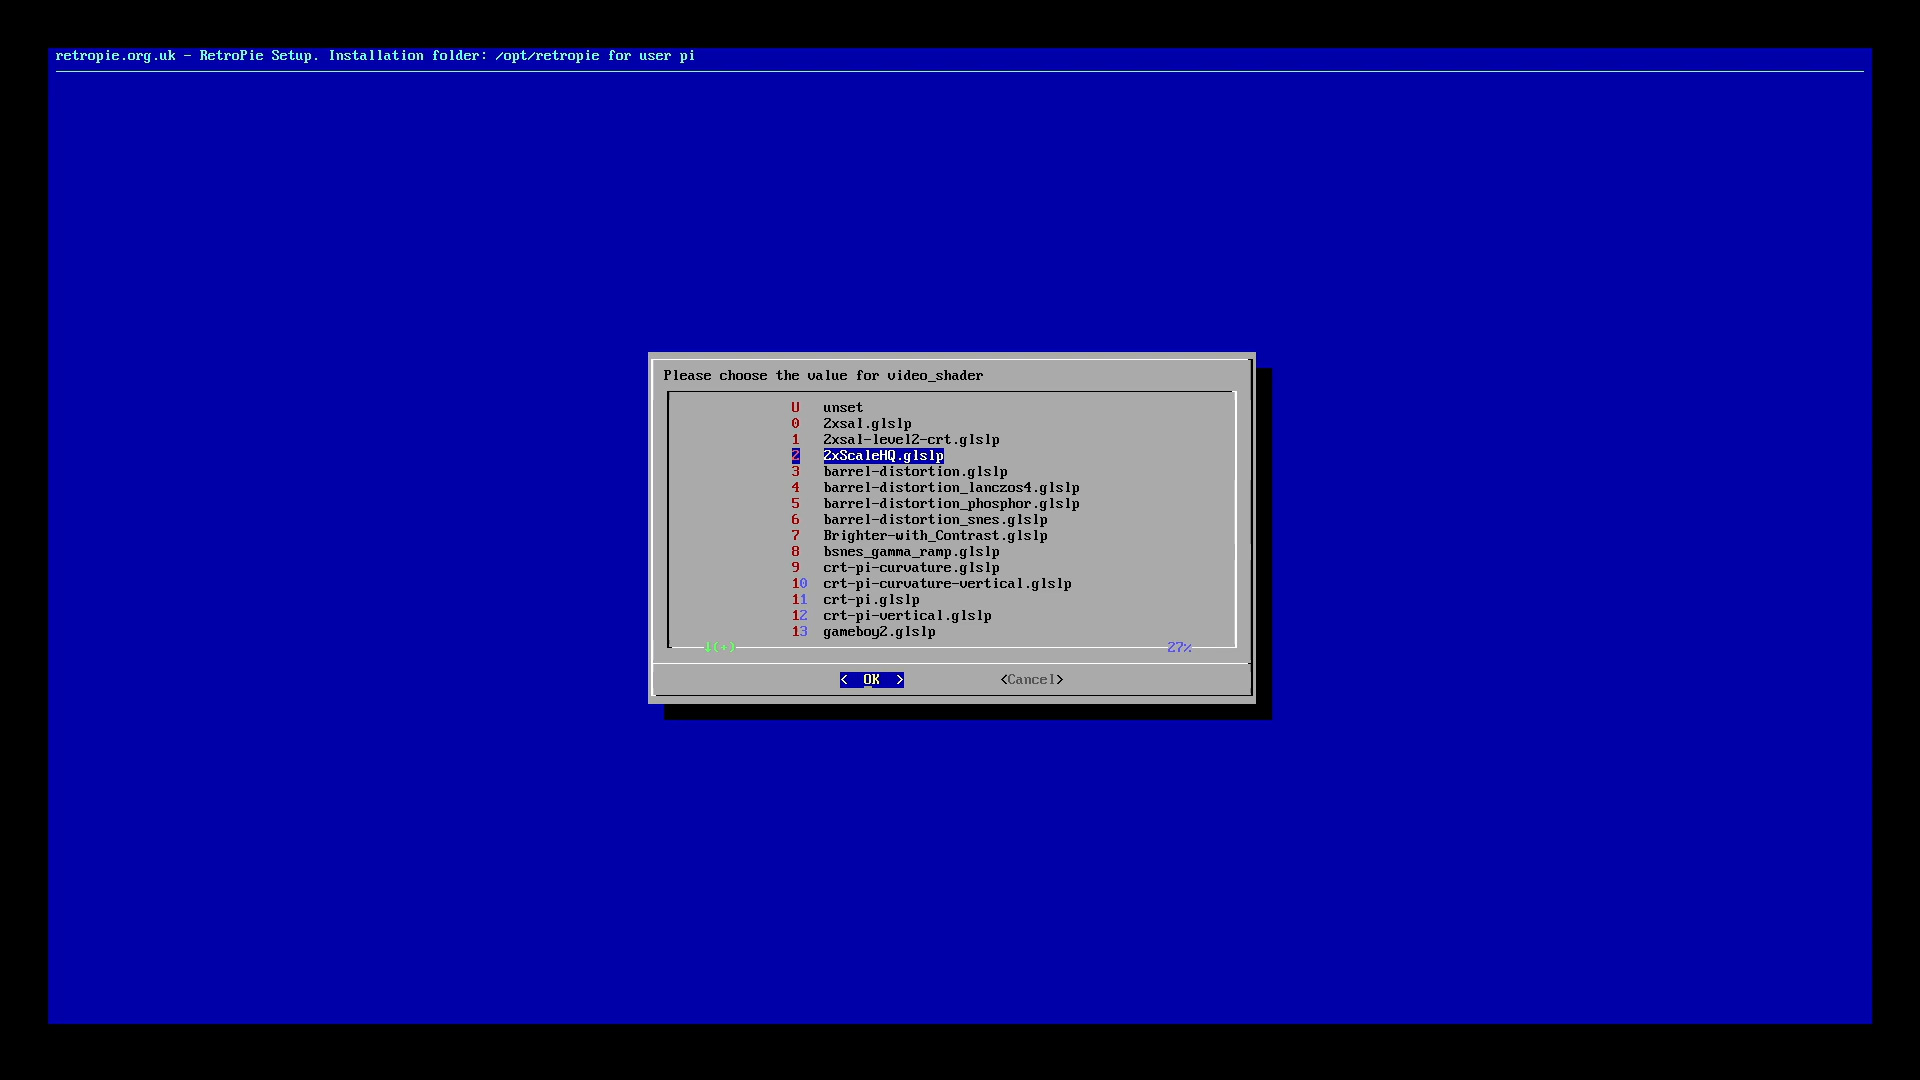 retropie.org.uk - RetroPie Setup. Installation folder: /opt/retropie for user pi
Please choose the value for video_shader
U unset
0 2xsal.glslp
1 2xsal-level2-crt.glslp
2 2xScaleHQ.glslp
3 barrel-distortion.glslp
4 barrel-distortion_lanczos4.glslp
5 barrel-distortion_phosphor.glslp
6 barrel-distortion_snes.glslp
7 Brighter-with_Contrast.glslp
8 bsnes_gamma_ramp.glslp
9 crt-pi-curvature.glslp
10 crt-pi-curvature-vertical.glslp
11 crt-pi.glslp
12 crt-pi-vertical.glslp
13 gameboy2.glslp
↓(+) 27%
< OK > <Cancel>